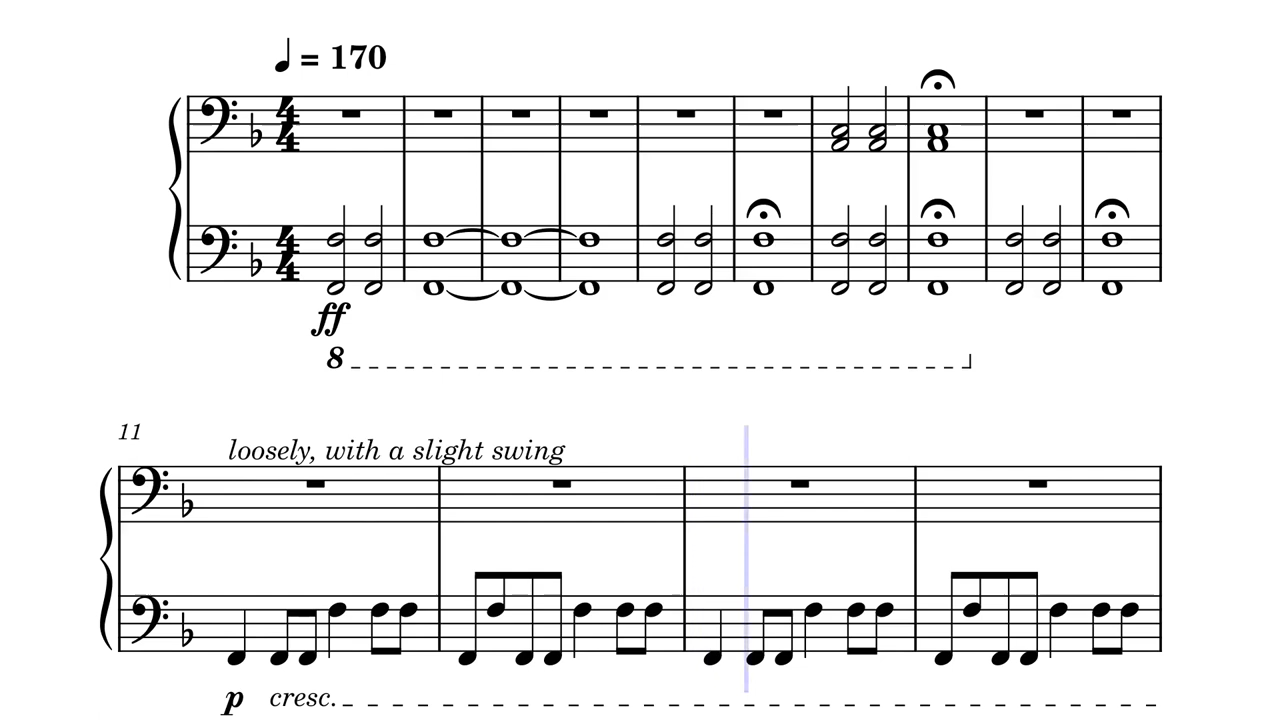 ♩ = 170
4 4
4 4
ff
8
11
loosely, with a slight swing
p cresc.